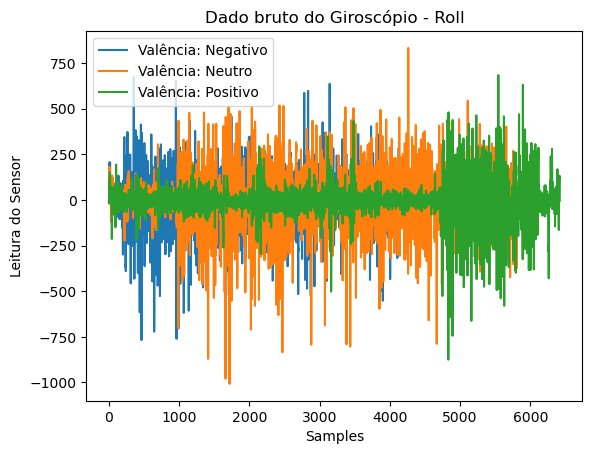 Dado bruto do Giroscópio - Roll
Valência: Negativo
Valência: Neutro
Valência: Positivo
Leitura do Sensor
750
500
250
0
−250
−500
−750
−1000
0 1000 2000 3000 4000 5000 6000
Samples